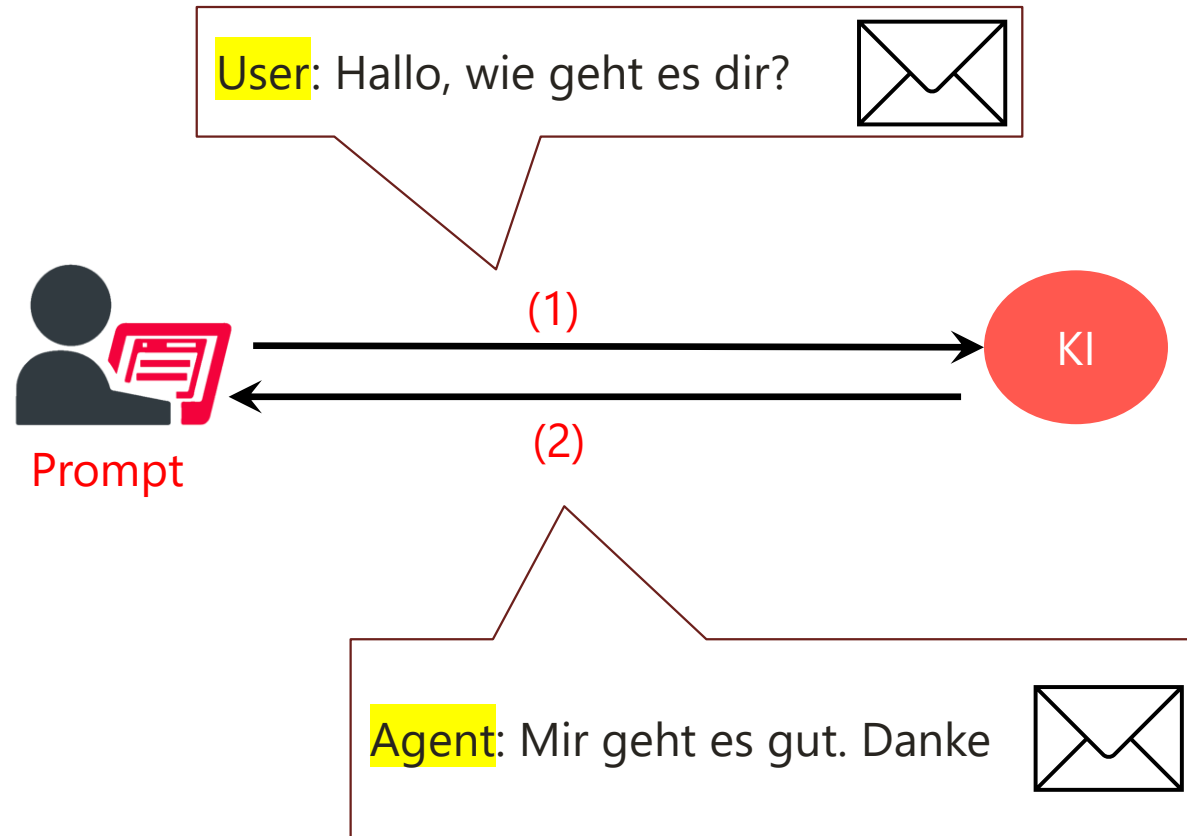 User: Hallo, wie geht es dir?
(1)
KI
(2)
Prompt
Agent: Mir geht es gut. Danke